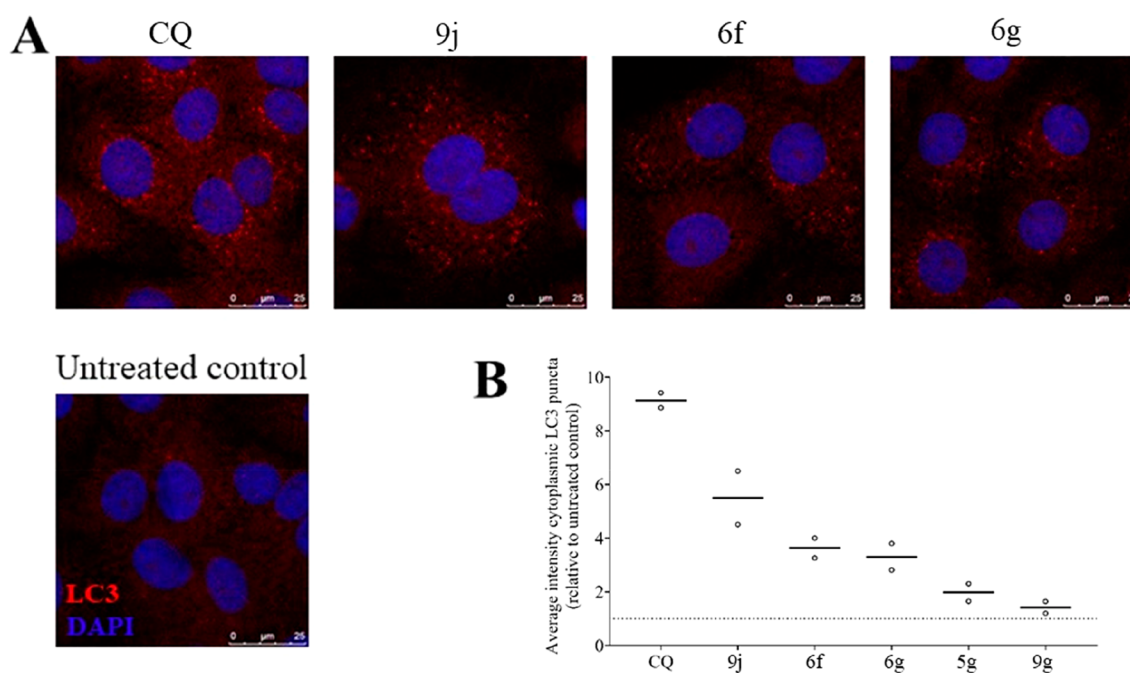 A
CQ
9j
6f
6g
0 µm 25
0 µm 25
0 µm 25
0 µm 25
Untreated control
LC3
DAPI
0 µm 25
B
Average intensity cytoplasmic LC3 puncta
(relative to untreated control)
10
8
6
4
2
0
CQ 9j 6f 6g 5g 9g